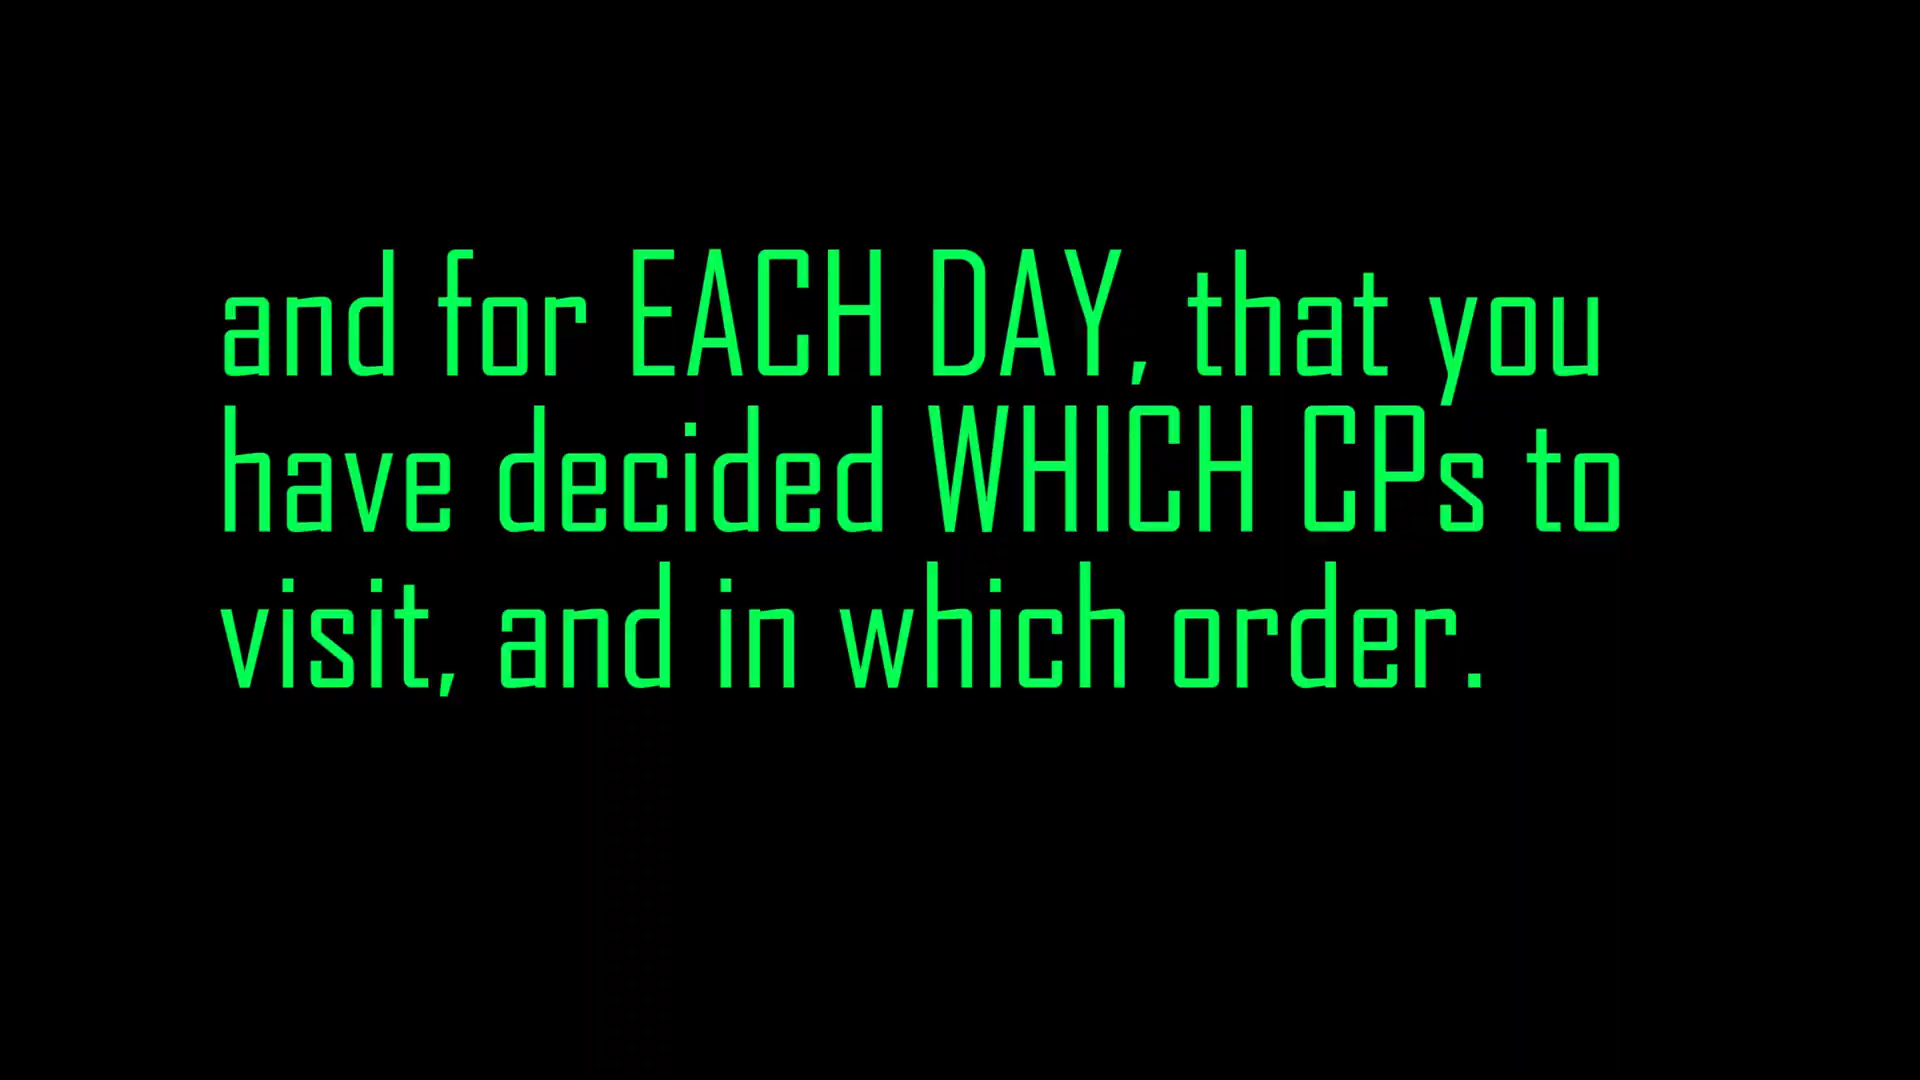 and for EACH DAY, that you
have decided WHICH CPs to
visit, and in which order.